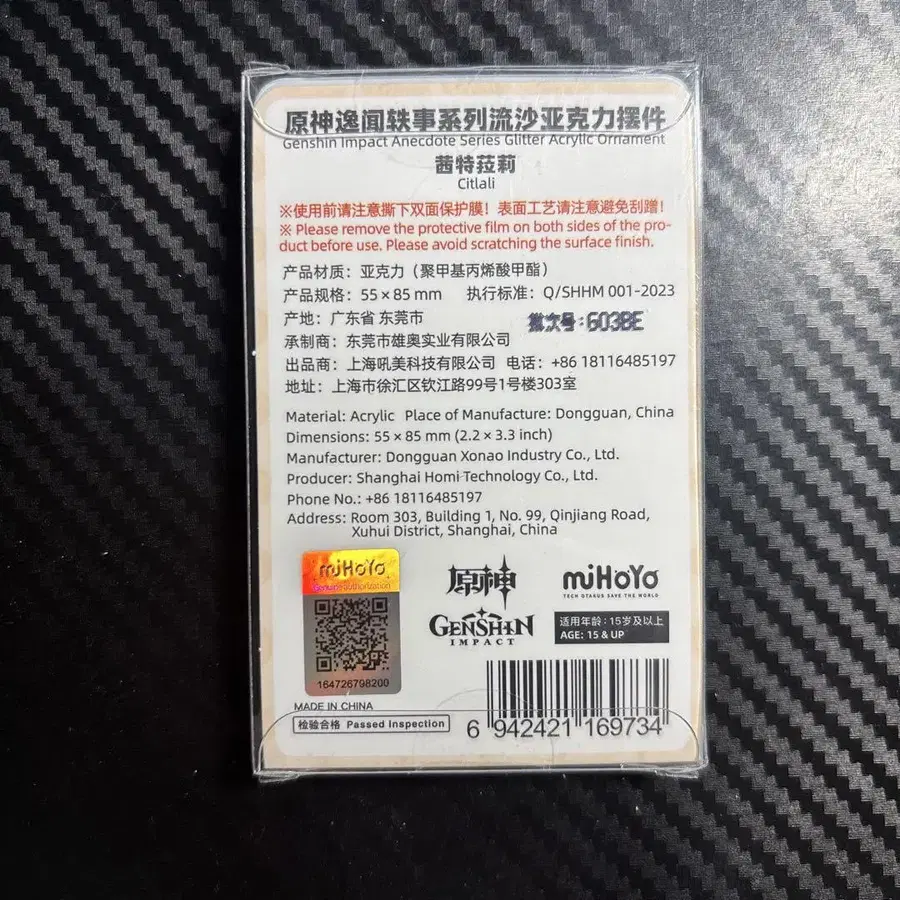 原神逸闻轶事系列流沙亚克力摆件
Genshin Impact Anecdote Series Glitter Acrylic Ornament
茜特菈莉
Citlali
※使用前请注意撕下双面保护膜！表面工艺请注意避免刮蹭！
※ Please remove the protective film on both sides of the pro-
duct before use. Please avoid scratching the surface finish.
产品材质：亚克力（聚甲基丙烯酸甲酯）
产品规格：55 × 85 mm 执行标准：Q/SHHM 001-2023
产地：广东省 东莞市 批次号:603BE
承制商：东莞市雄奥实业有限公司
出品商：上海吼美科技有限公司 电话：+86 18116485197
地址：上海市徐汇区钦江路99号1号楼303室
Material: Acrylic Place of Manufacture: Dongguan, China
Dimensions: 55 × 85 mm (2.2 × 3.3 inch)
Manufacturer: Dongguan Xonao Industry Co., Ltd.
Producer: Shanghai Homi Technology Co., Ltd.
Phone No.: +86 18116485197
Address: Room 303, Building 1, No. 99, Qinjiang Road,
Xuhui District, Shanghai, China
miHoYo
Genuine authorization
164726798200
原神
GENSHIN
IMPACT
miHoYo
TECH OTAKUS SAVE THE WORLD
适用年龄：15岁及以上
AGE: 15 & UP
MADE IN CHINA
检验合格 Passed Inspection
6 942421 169734